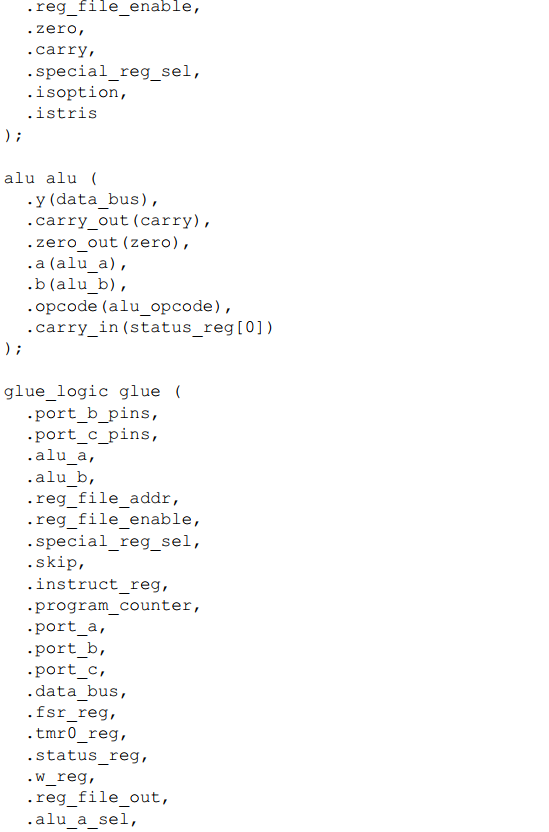 .reg_file_enable,
.zero,
.carry,
.special_reg_sel,
.isoption,
.istris
);
alu alu (
.y(data_bus),
.carry_out(carry),
.zero_out(zero),
.a(alu_a),
.b(alu_b),
.opcode(alu_opcode),
.carry_in(status_reg[0])
);
glue_logic glue (
.port_b_pins,
.port_c_pins,
.alu_a,
.alu_b,
.reg_file_addr,
.reg_file_enable,
.special_reg_sel,
.skip,
.instruct_reg,
.program_counter,
.port_a,
.port_b,
.port_c,
.data_bus,
.fsr_reg,
.tmr0_reg,
.status_reg,
.w_reg,
.reg_file_out,
.alu_a_sel,